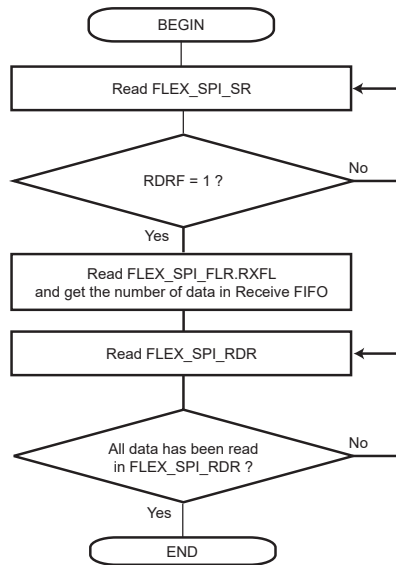 BEGIN
Read FLEX_SPI_SR
RDRF = 1 ?
No
Yes
Read FLEX_SPI_FLR.RXFL
and get the number of data in Receive FIFO
Read FLEX_SPI_RDR
All data has been read
in FLEX_SPI_RDR ?
No
Yes
END